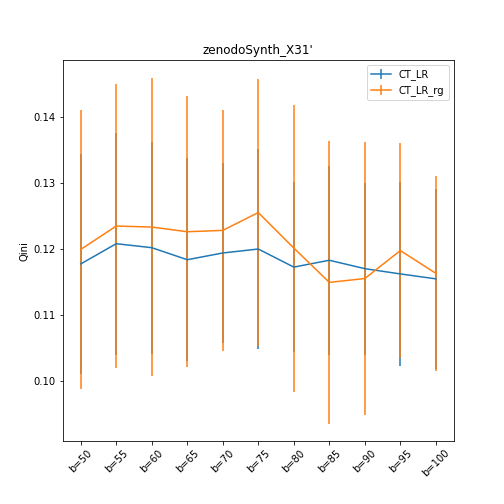 zenodoSynth_X31'
CT_LR
CT_LR_rg
0.14
0.13
0.12
0.11
0.10
Qini
b=50
b=55
b=60
b=65
b=70
b=75
b=80
b=85
b=90
b=95
b=100